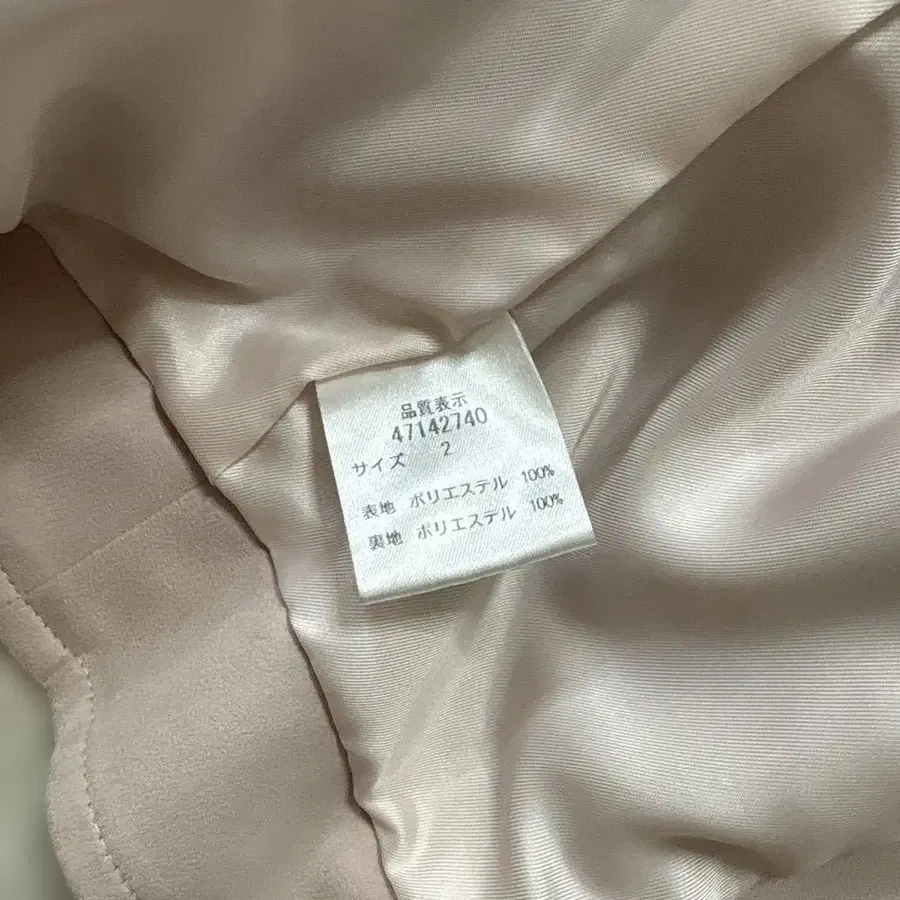 品質表示
47142740
サイズ 2
表地 ポリエステル 100%
裏地 ポリエステル 100%